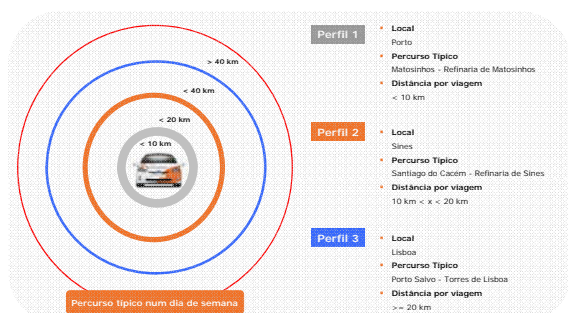 > 40 km
< 40 km
< 20 km
< 10 km
Percurso típico num dia de semana
Perfil 1
• Local
Porto
• Percurso Típico
Matosinhos - Refinaria de Matosinhos
• Distância por viagem
< 10 km
Perfil 2
• Local
Sines
• Percurso Típico
Santiago do Cacém - Refinaria de Sines
• Distância por viagem
10 km < x < 20 km
Perfil 3
• Local
Lisboa
• Percurso Típico
Porto Salvo - Torres de Lisboa
• Distância por viagem
>= 20 km